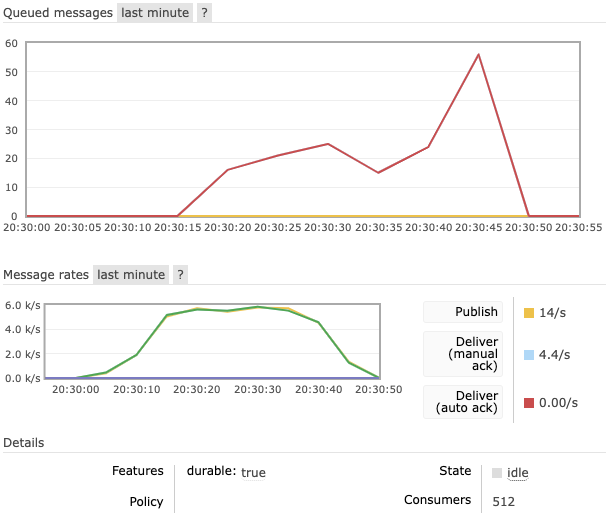 Queued messages last minute ?
60
50
40
30
20
10
0
20:30:00 20:30:05 20:30:10 20:30:15 20:30:20 20:30:25 20:30:30 20:30:35 20:30:40 20:30:45 20:30:50 20:30:55
Message rates last minute ?
6.0 k/s
4.0 k/s
2.0 k/s
0.0 k/s
20:30:00 20:30:10 20:30:20 20:30:30 20:30:40 20:30:50
Publish 14/s
Deliver
(manual
ack) 4.4/s
Deliver
(auto ack) 0.00/s
Details
Features durable: true State idle
Policy Consumers 512